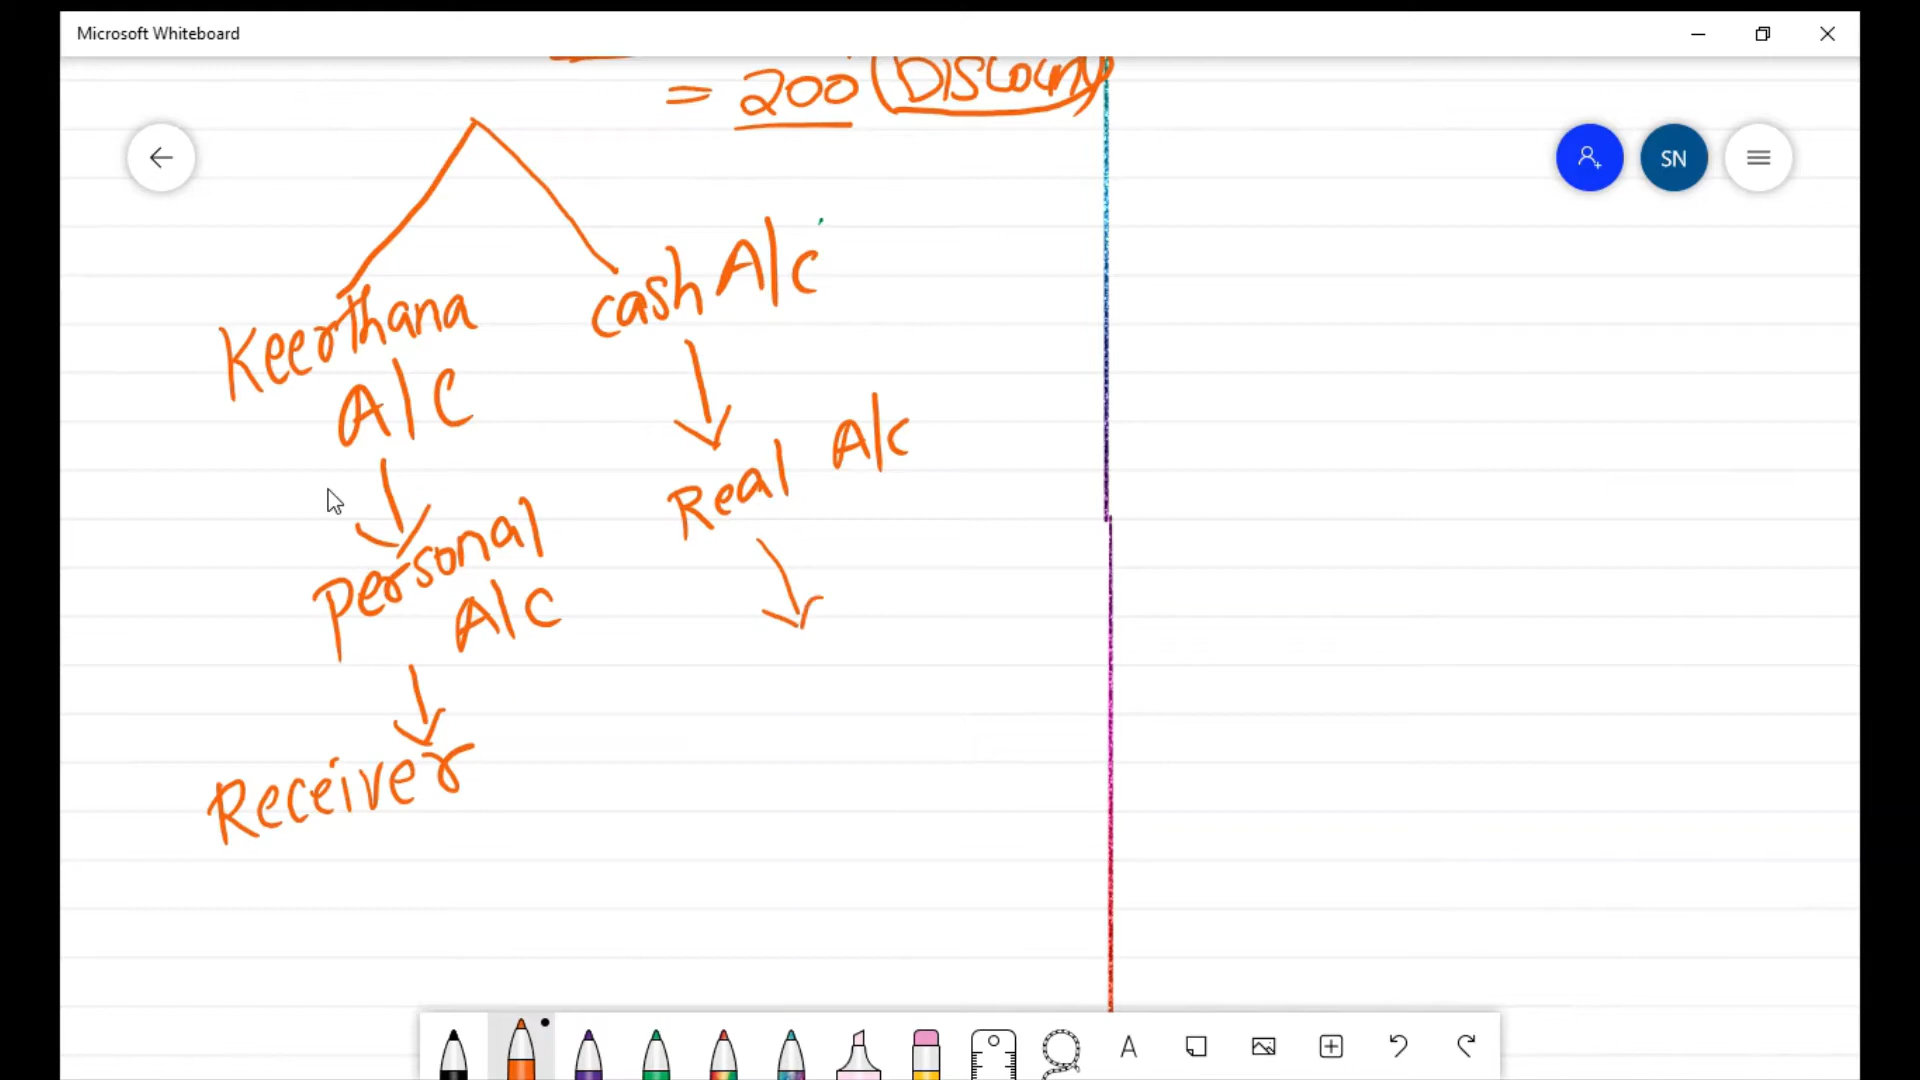 Microsoft Whiteboard
= 200 (Discount)
SN
Keerthana
A/C
cash A/c
Personal
A/C
Real A/c
Receiver
A